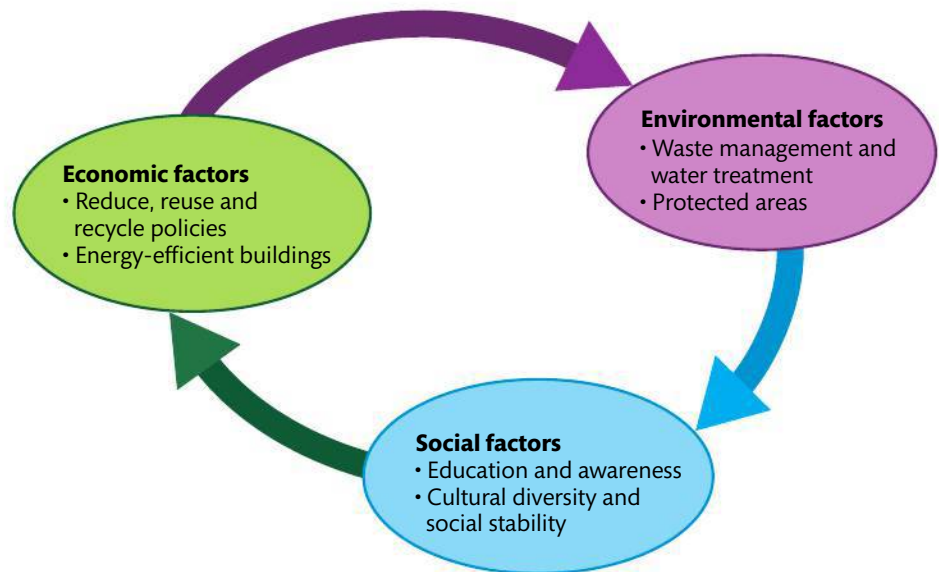 Economic factors
• Reduce, reuse and
recycle policies
• Energy-efficient buildings
Environmental factors
• Waste management and
water treatment
• Protected areas
Social factors
• Education and awareness
• Cultural diversity and
social stability